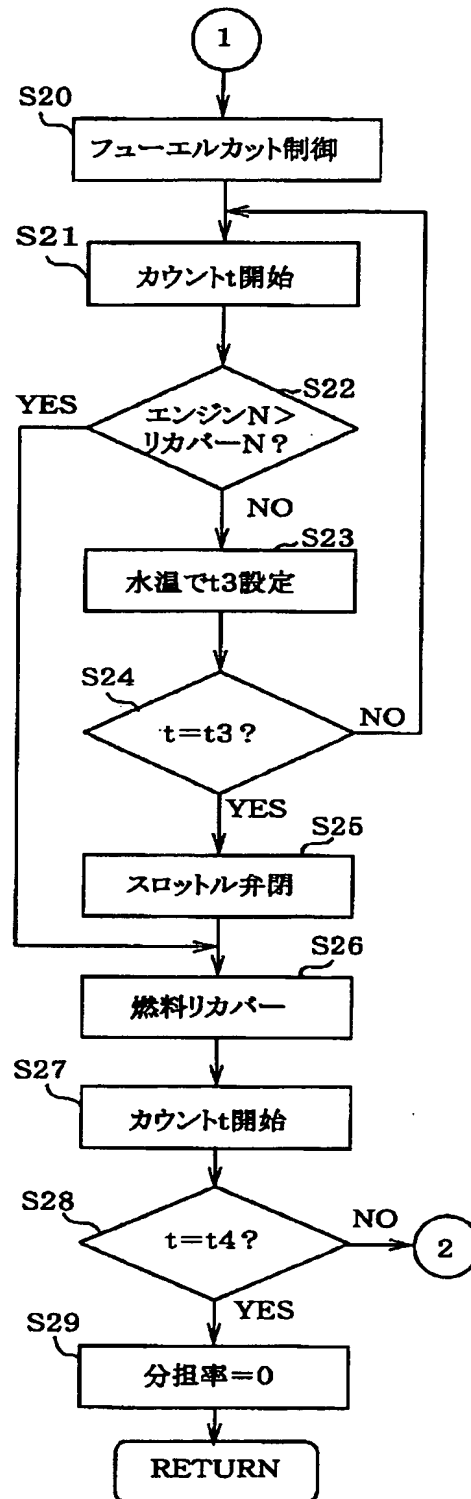 1
S20
フューエルカット制御
S21
カウントt開始
S22
YES
エンジンN>
リカバーN?
NO
S23
水温でt3設定
S24
t=t3?
NO
YES
S25
スロットル弁閉
S26
燃料リカバー
S27
カウントt開始
S28
t=t4?
NO
2
YES
S29
分担率=0
RETURN